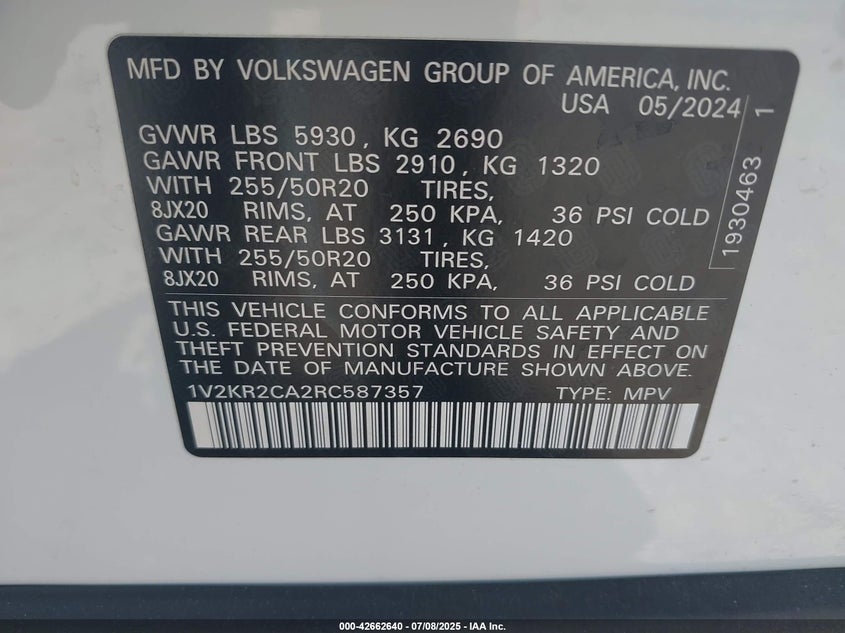 MFD BY VOLKSWAGEN GROUP OF AMERICA, INC.
USA 05/2024
GVWR LBS 5930, KG 2690
GAWR FRONT LBS 2910, KG 1320
WITH 255/50R20 TIRES,
8JX20 RIMS, AT 250 KPA, 36 PSI COLD
GAWR REAR LBS 3131, KG 1420
WITH 255/50R20 TIRES,
8JX20 RIMS, AT 250 KPA, 36 PSI COLD
1930463 1
THIS VEHICLE CONFORMS TO ALL APPLICABLE
U.S. FEDERAL MOTOR VEHICLE SAFETY AND
THEFT PREVENTION STANDARDS IN EFFECT ON
THE DATE OF MANUFACTURE SHOWN ABOVE.
1V2KR2CA2RC587357 TYPE: MPV
000-42662640 - 07/08/2025 - IAA Inc.